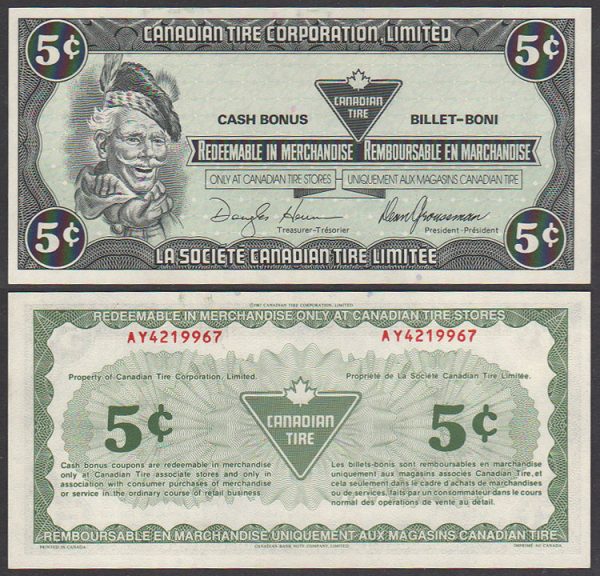 5¢ CANADIAN TIRE CORPORATION, LIMITED 5¢
CANADIAN
TIRE
CASH BONUS BILLET-BONI
REDEEMABLE IN MERCHANDISE REMBOURSABLE EN MARCHANDISE
ONLY AT CANADIAN TIRE STORES UNIQUEMENT AUX MAGASINS CANADIAN TIRE
Dean Groussman
Treasurer-Trésorier President-Président
5¢ LA SOCIÉTÉ CANADIAN TIRE LIMITÉE 5¢
©1987 CANADIAN TIRE CORPORATION, LIMITED
REDEEMABLE IN MERCHANDISE ONLY AT CANADIAN TIRE STORES
AY4219967 AY4219967
Property of Canadian Tire Corporation, Limited. Propriété de La Société Canadian Tire Limitée.
5¢ CANADIAN TIRE 5¢
Cash bonus coupons are redeemable in merchandise
only at Canadian Tire associate stores and only in
association with consumer purchases of merchandise
or service in the ordinary course of retail business.
Les billets-bonis sont remboursables en marchandise
uniquement aux magasins associés Canadian Tire, et
cela seulement dans le cadre d'achats de marchandises
ou de services, faits par un consommateur dans le cours
normal des opérations de vente au détail.
REMBOURSABLE EN MARCHANDISE UNIQUEMENT AUX MAGASINS CANADIAN TIRE
PRINTED IN CANADA CANADIAN BANK NOTE COMPANY, LIMITED IMPRIMÉ AU CANADA